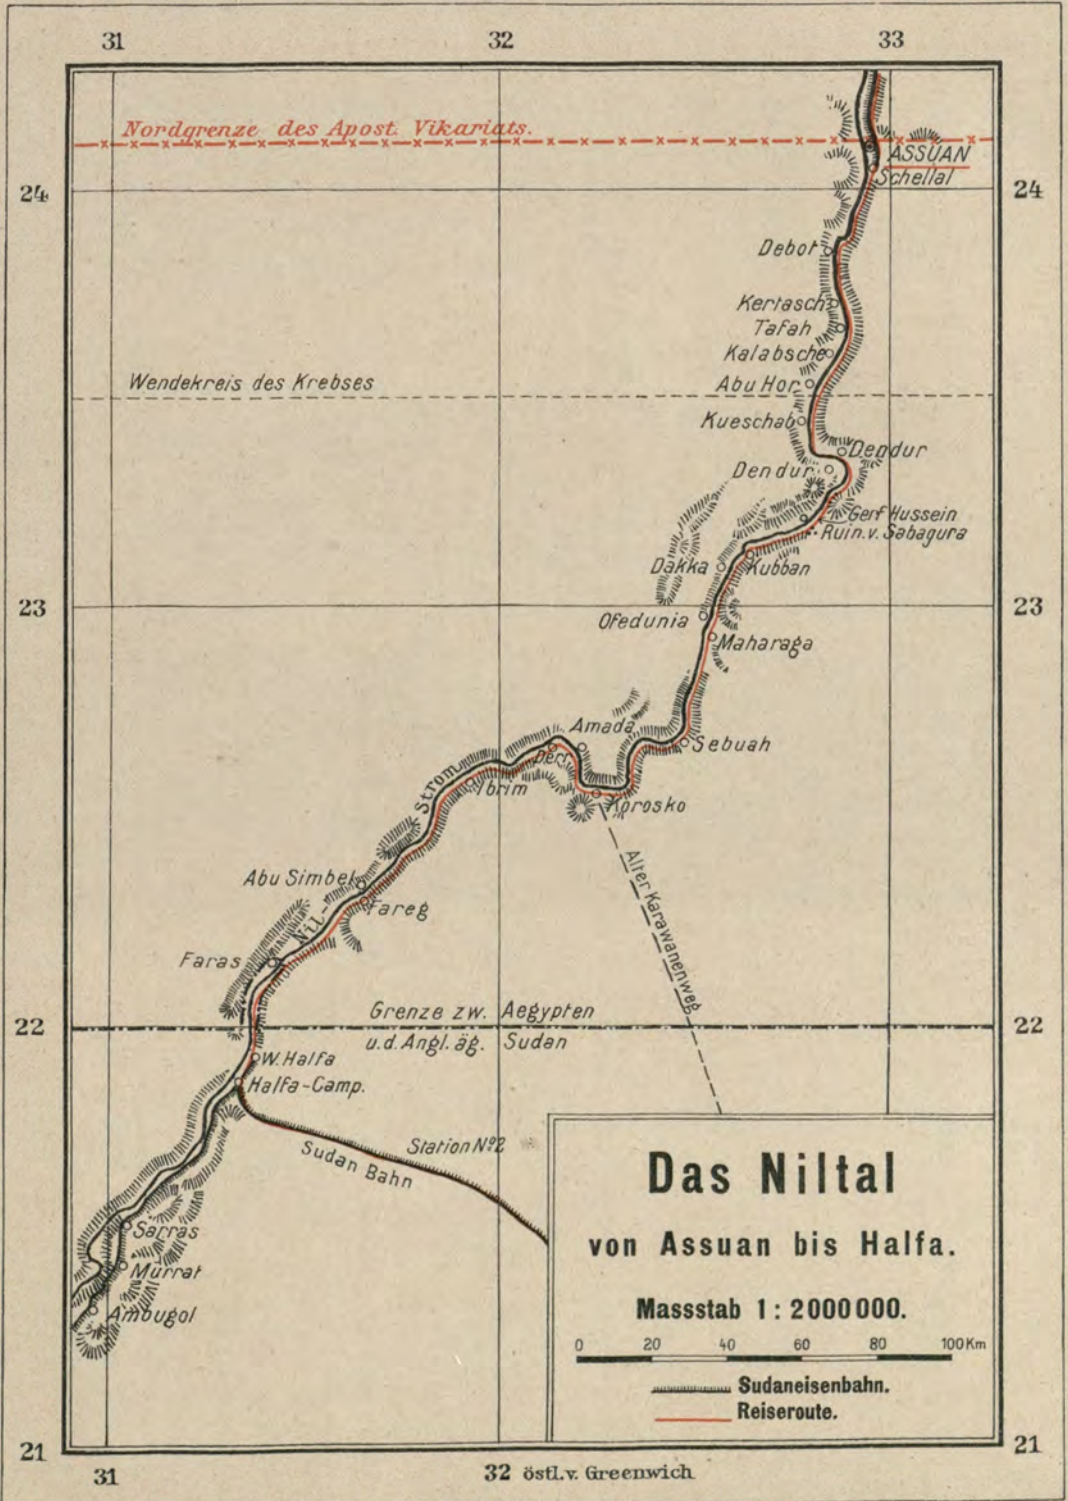 31 32 33
Nordgrenze des Apost. Vikariats.
ASSUAN
Schellal
24 24
Debot
Kertasch
Tafah
Kalabsche
Wendekreis des Krebses
Abu Hor
Kueschab
Dendur
Dendur
Gerf Hussein
Ruin. v. Sabagura
Dakka
Kubban
23 23
Ofedunia
Maharaga
Amada
Sebuah
Derr
Strom
Ibrim
Korosko
Alter Karawanenweg
Abu Simbel
Fareg
Nil-
Faras
Grenze zw. Aegypten
22 22
u. d. Angl. äg. Sudan
W. Halfa
Halfa-Camp.
Station Nº 2
Sudan Bahn
Sarras
Murrat
Ambugol
Das Niltal
von Assuan bis Halfa.
Massstab 1 : 2000000.
0 20 40 60 80 100 Km
Sudaneisenbahn.
Reiseroute.
21 21
31 32 östl. v. Greenwich